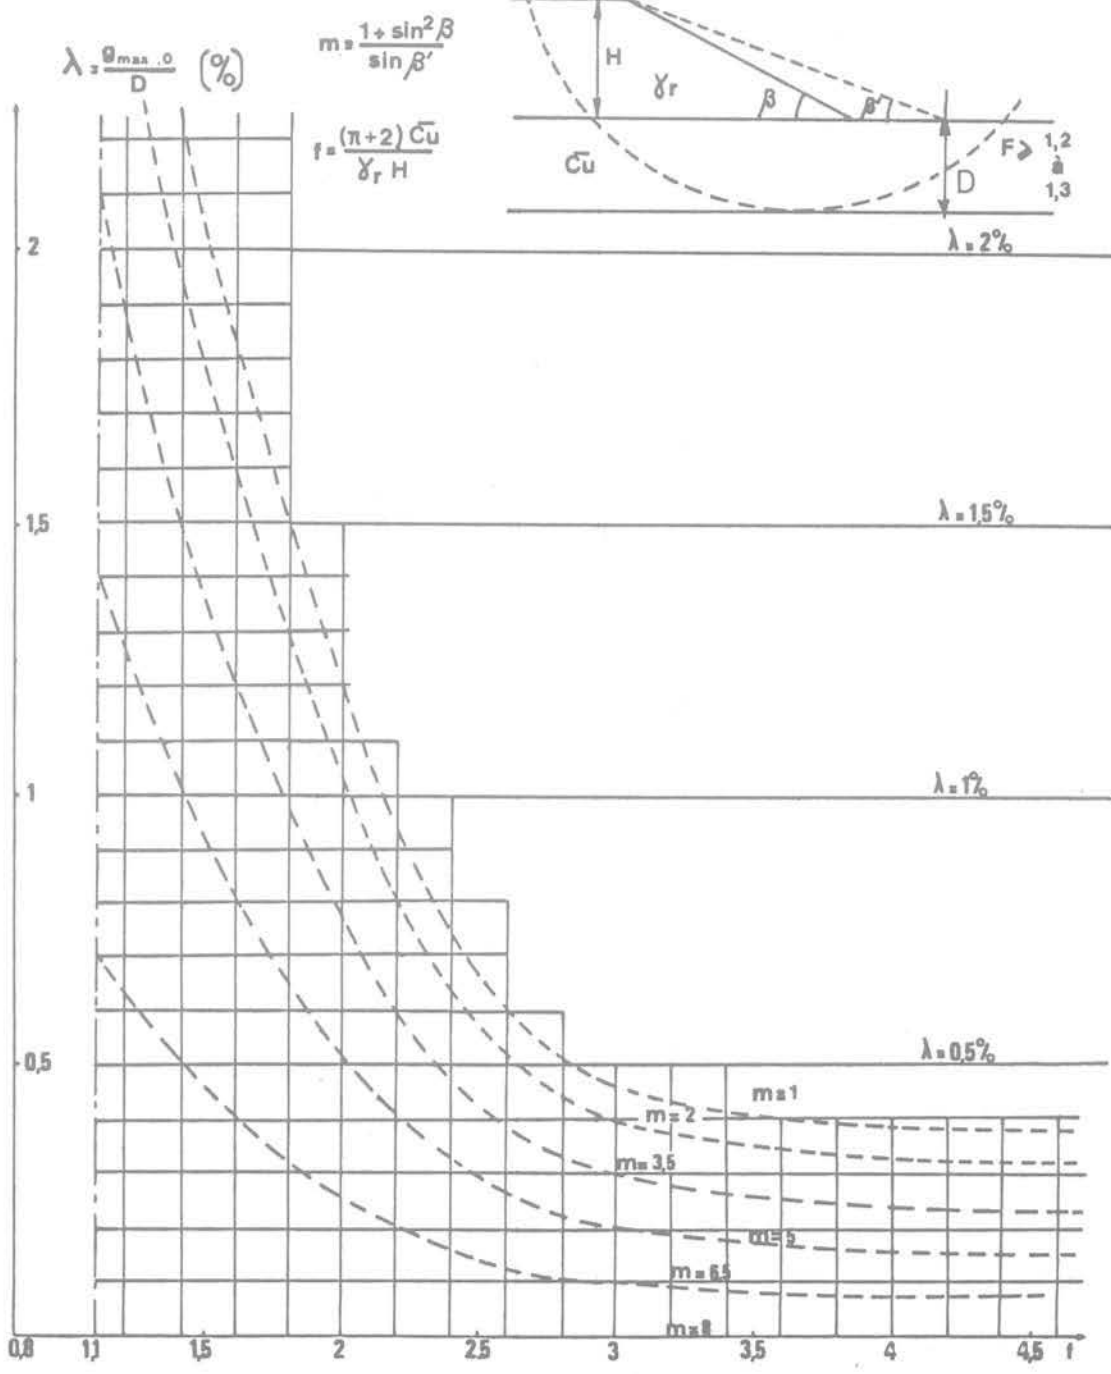 λ = g max ,0 / D (%)
m = 1 + sin² β / sin β'
f = (π+2) C̄u / γr H
H
γr
β
β'
C̄u
D
F ⩾ 1,2
à
1,3
λ = 2%
2
λ = 1,5%
1,5
λ = 1%
1
λ = 0,5%
0,5
m = 1
m = 2
m = 3,5
m = 5
m = 6,5
m = 8
0,8 1,1 1,5 2 2,5 3 3,5 4 4,5 f